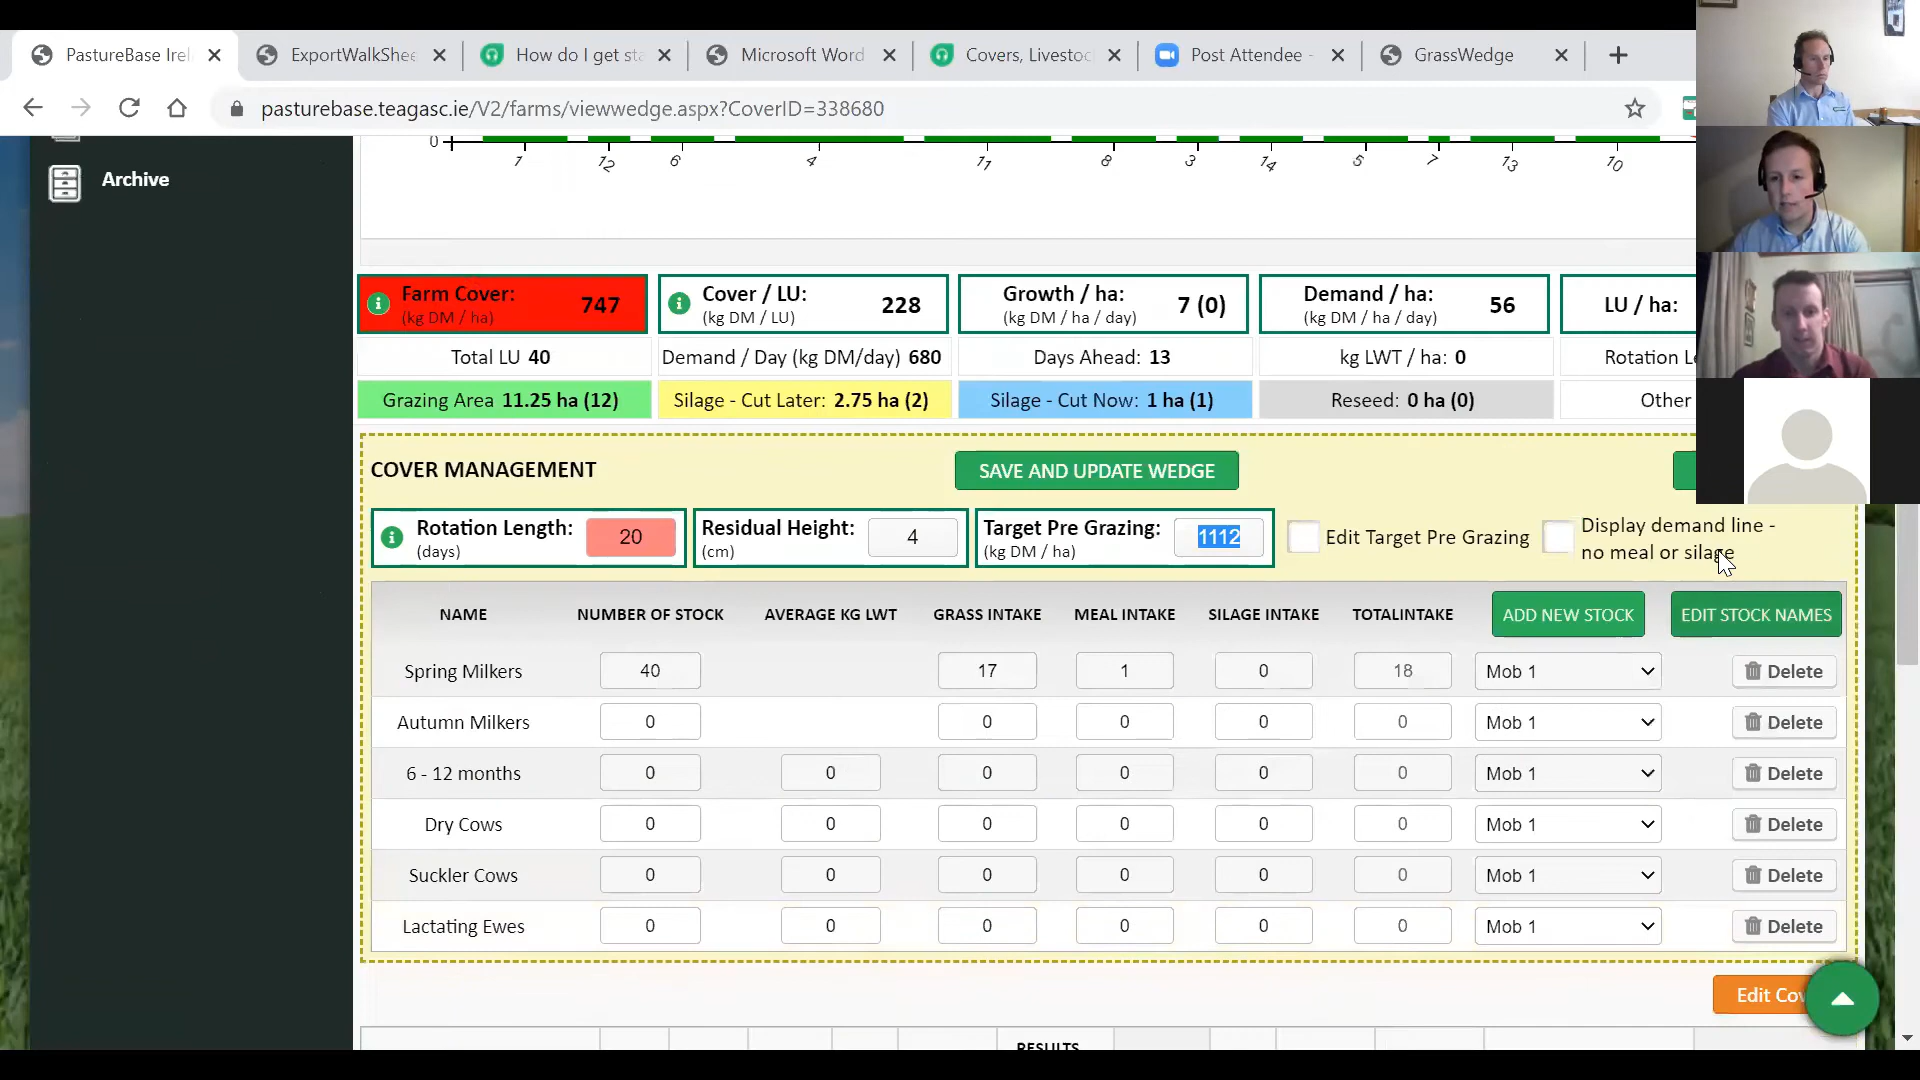 PastureBase Irel
ExportWalkShee
How do I get sta
Microsoft Word
Covers, Livestoc
Post Attendee -
GrassWedge
pasturebase.teagasc.ie/V2/farms/viewwedge.aspx?CoverID=338680
Archive
0
1 12 6 4 11 8 3 14 5 7 13 10
Farm Cover: 747
(kg DM / ha)
Cover / LU: 228
(kg DM / LU)
Growth / ha: 7 (0)
(kg DM / ha / day)
Demand / ha: 56
(kg DM / ha / day)
LU / ha:
Total LU 40
Demand / Day (kg DM/day) 680
Days Ahead: 13
kg LWT / ha: 0
Rotation Le
Grazing Area 11.25 ha (12)
Silage - Cut Later: 2.75 ha (2)
Silage - Cut Now: 1 ha (1)
Reseed: 0 ha (0)
Other
COVER MANAGEMENT
SAVE AND UPDATE WEDGE
Rotation Length: 20
(days)
Residual Height: 4
(cm)
Target Pre Grazing: 1112
(kg DM / ha)
Edit Target Pre Grazing
Display demand line -
no meal or silage
NAME NUMBER OF STOCK AVERAGE KG LWT GRASS INTAKE MEAL INTAKE SILAGE INTAKE TOTALINTAKE ADD NEW STOCK EDIT STOCK NAMES
Spring Milkers 40 17 1 0 18 Mob 1 Delete
Autumn Milkers 0 0 0 0 0 Mob 1 Delete
6 - 12 months 0 0 0 0 0 0 Mob 1 Delete
Dry Cows 0 0 0 0 0 0 Mob 1 Delete
Suckler Cows 0 0 0 0 0 0 Mob 1 Delete
Lactating Ewes 0 0 0 0 0 0 Mob 1 Delete
Edit Cov
RESULTS